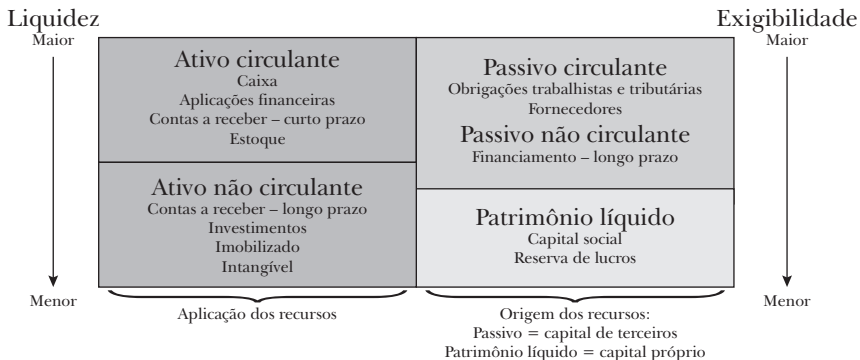 Liquidez
Maior
Menor
Ativo circulante
Caixa
Aplicações financeiras
Contas a receber – curto prazo
Estoque
Ativo não circulante
Contas a receber – longo prazo
Investimentos
Imobilizado
Intangível
Aplicação dos recursos
Passivo circulante
Obrigações trabalhistas e tributárias
Fornecedores
Passivo não circulante
Financiamento – longo prazo
Patrimônio líquido
Capital social
Reserva de lucros
Origem dos recursos:
Passivo = capital de terceiros
Patrimônio líquido = capital próprio
Exigibilidade
Maior
Menor